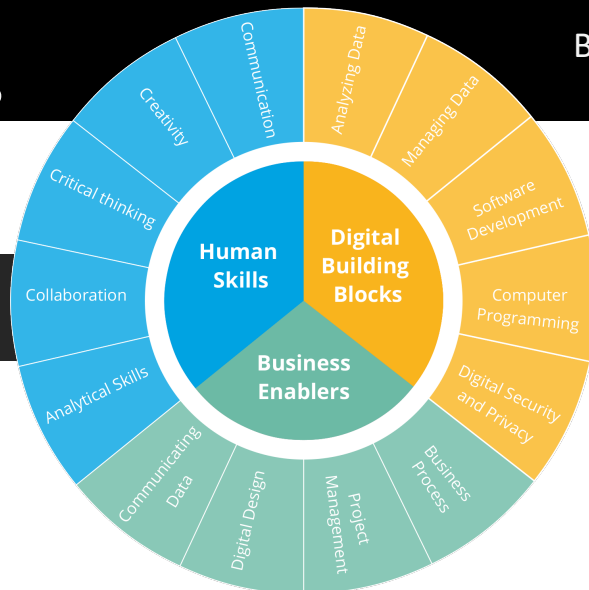 B
Human
Skills
Digital
Building
Blocks
Business
Enablers
Communication
Creativity
Critical thinking
Collaboration
Analytical Skills
Analyzing Data
Managing Data
Software
Development
Computer
Programming
Digital Security
and Privacy
Business
Process
Project
Management
Digital Design
Communicating
Data